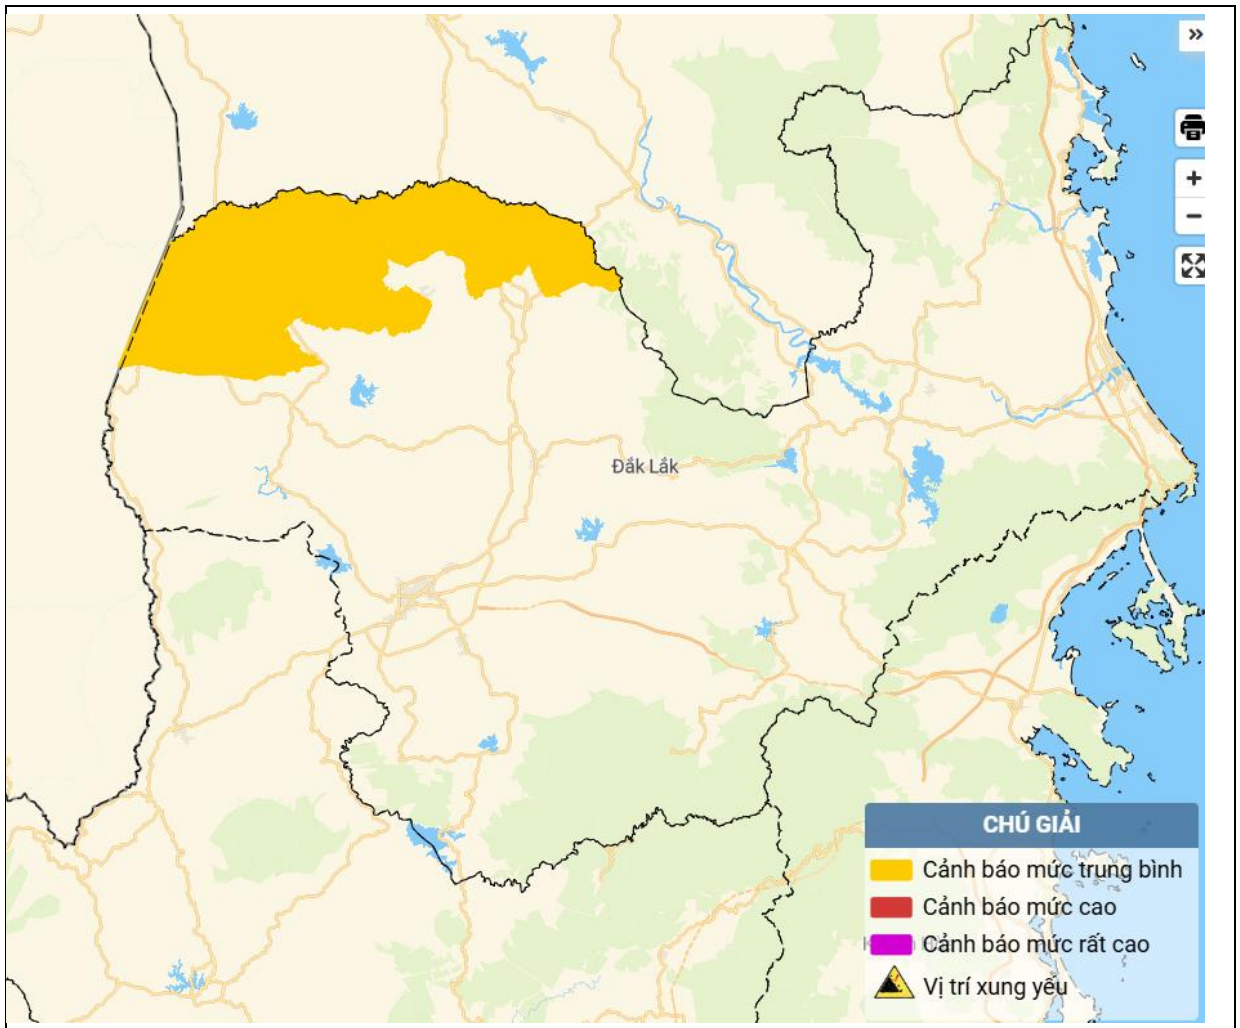 »
+
−
Đắk Lắk
CHÚ GIẢI
Cảnh báo mức trung bình
Cảnh báo mức cao
Cảnh báo mức rất cao
Vị trí xung yếu